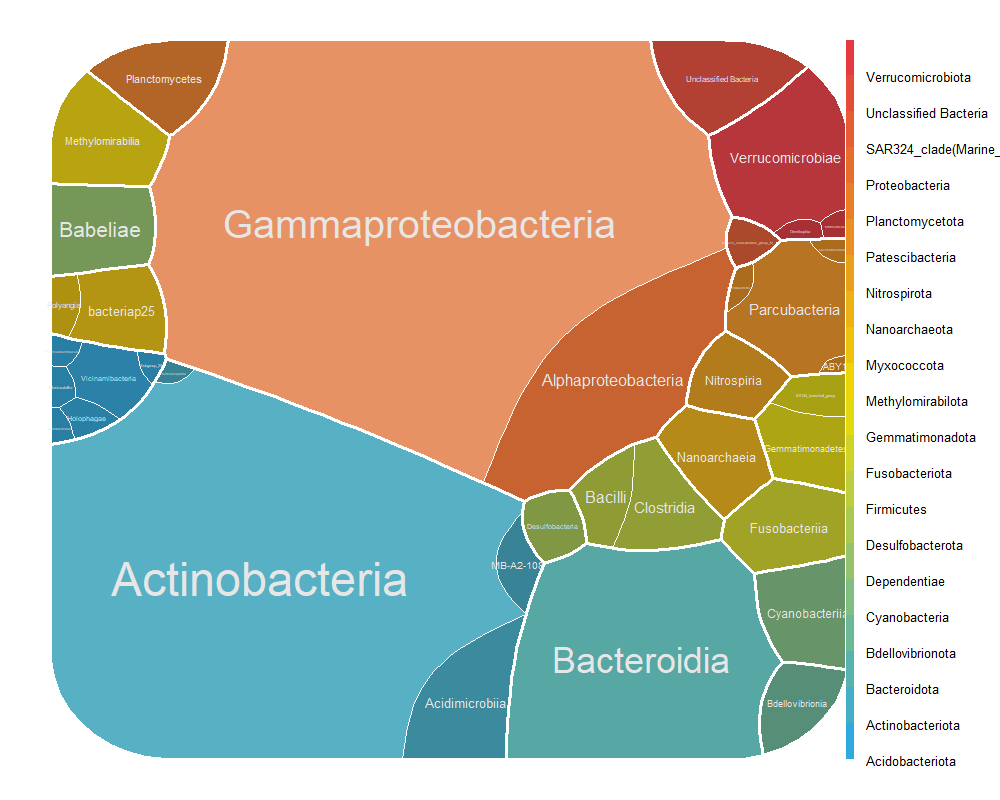 Planctomycetes
Unclassified Bacteria
Methylomirabilia
Verrucomicrobiae
Gammaproteobacteria
Babeliae
bacteriap25
Parcubacteria
ABY1
Vicinamibacteria
Holophagae
Alphaproteobacteria
Nitrospiria
Gemmatimonadetes
Nanoarchaeia
Bacilli
Clostridia
Desulfobacteria
Fusobacteriia
MB-A2-108
Actinobacteria
Cyanobacteriia
Bacteroidia
Acidimicrobiia
Bdellovibrionia
Verrucomicrobiota
Unclassified Bacteria
SAR324_clade(Marine_
Proteobacteria
Planctomycetota
Patescibacteria
Nitrospirota
Nanoarchaeota
Myxococcota
Methylomirabilota
Gemmatimonadota
Fusobacteriota
Firmicutes
Desulfobacterota
Dependentiae
Cyanobacteria
Bdellovibrionota
Bacteroidota
Actinobacteriota
Acidobacteriota